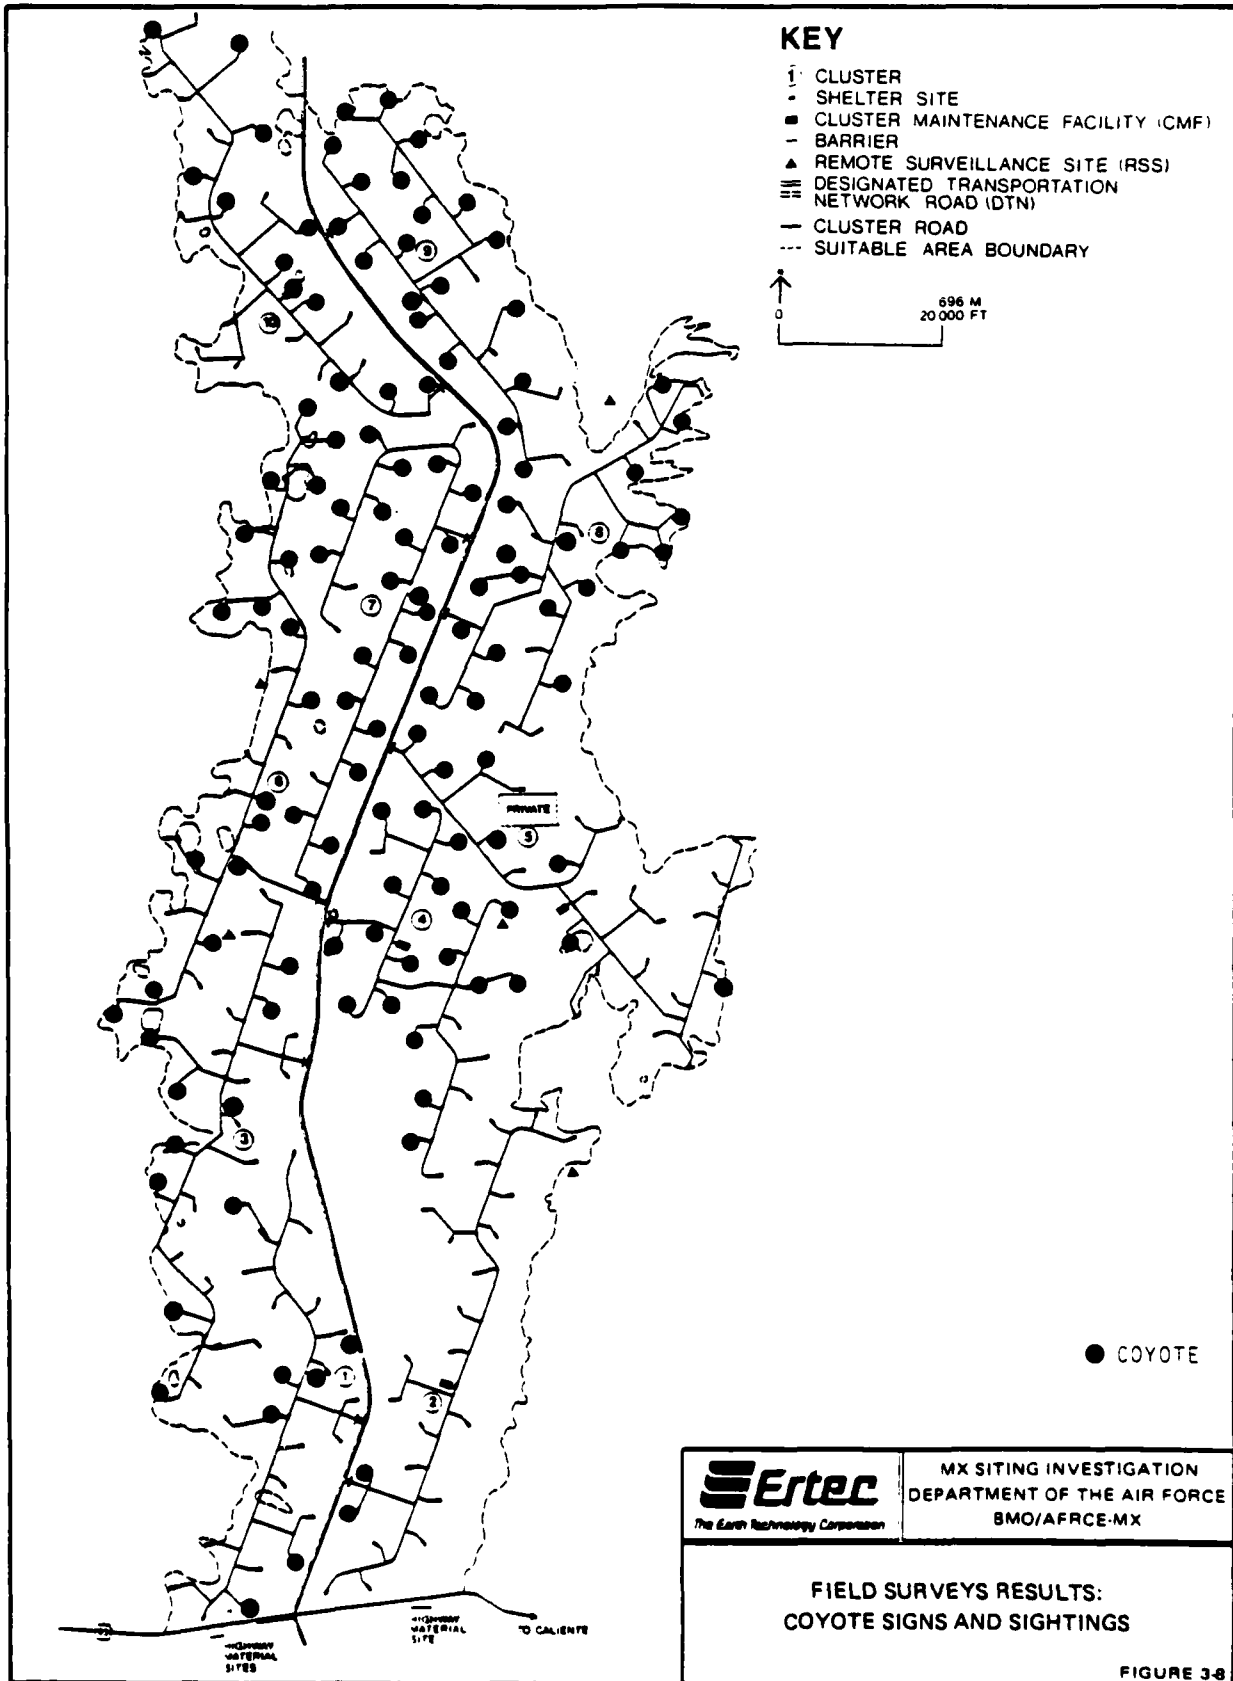 KEY
1 CLUSTER
SHELTER SITE
CLUSTER MAINTENANCE FACILITY (CMF)
BARRIER
REMOTE SURVEILLANCE SITE (RSS)
DESIGNATED TRANSPORTATION
NETWORK ROAD (DTN)
CLUSTER ROAD
SUITABLE AREA BOUNDARY
696 M
0 20 000 FT
9
10
8
7
6
PRIVATE
5
4
3
1
2
COYOTE
HIGHWAY
MATERIAL
SITES
HIGHWAY
MATERIAL
SITE
TO CALIENTE
Ertec
The Earth Technology Corporation
MX SITING INVESTIGATION
DEPARTMENT OF THE AIR FORCE
BMO/AFRCE-MX
FIELD SURVEYS RESULTS:
COYOTE SIGNS AND SIGHTINGS
FIGURE 3-8